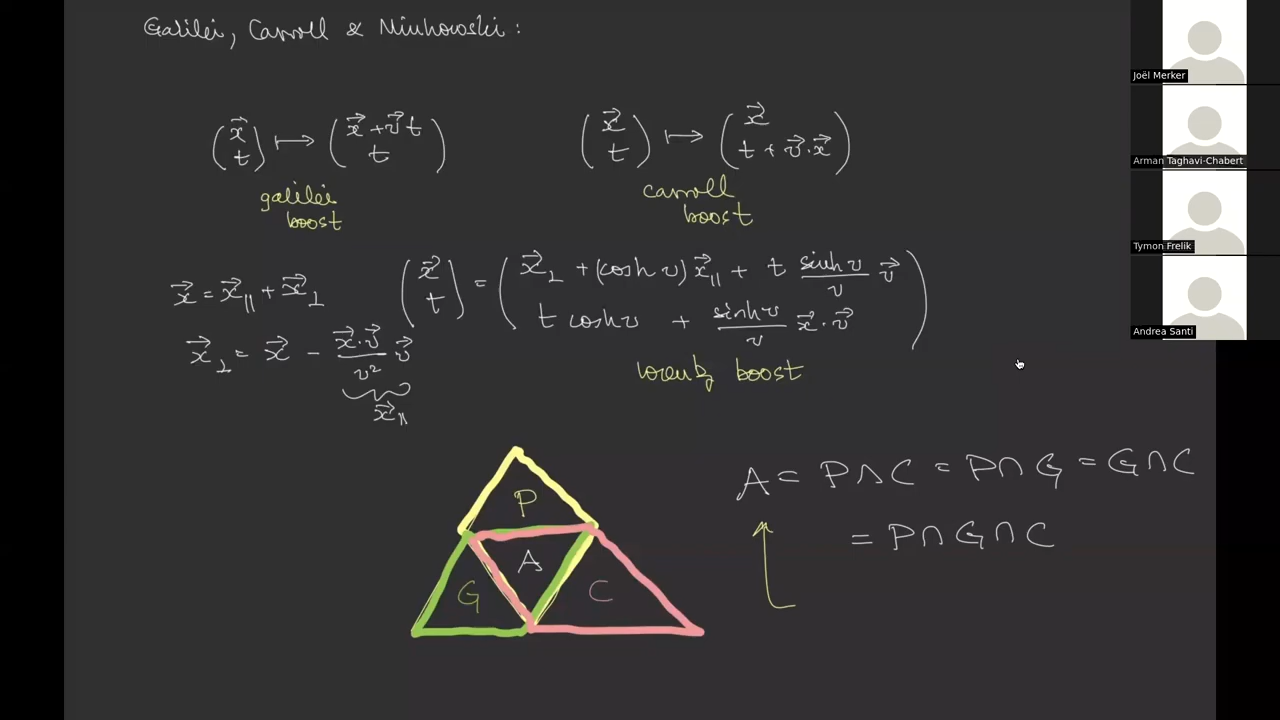 Galilei, Carroll & Minkowski :
(x⃗ t) ↦ (x⃗ + v⃗ t t)
galilei boost
(x⃗ t) ↦ (x⃗ t + v⃗ · x⃗)
carroll boost
x⃗ = x⃗_∥ + x⃗_⊥
x⃗_⊥ = x⃗ − (x⃗·v⃗ / v²) v⃗
x⃗_∥
(x⃗ t) = (x⃗_⊥ + (cosh v) x⃗_∥ + t (sinh v / v) v⃗
t cosh v + (sinh v / v) x⃗ · v⃗)
lorentz boost
P
A
G
C
A = P ∩ C = P ∩ G = G ∩ C
= P ∩ G ∩ C
Joël Merker
Arman Taghavi-Chabert
Tymon Frelik
Andrea Santi